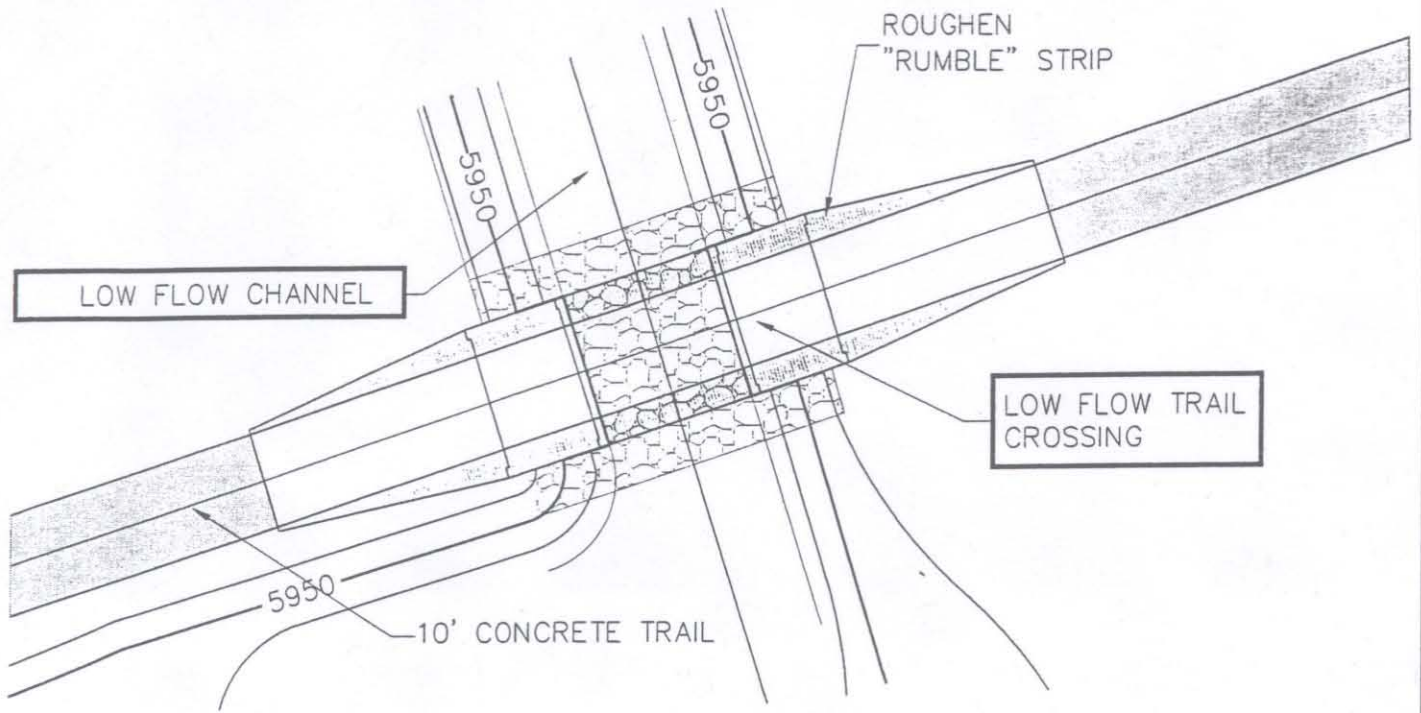 ROUGHEN
"RUMBLE" STRIP
5950
5950
LOW FLOW CHANNEL
LOW FLOW TRAIL
CROSSING
5950
10' CONCRETE TRAIL